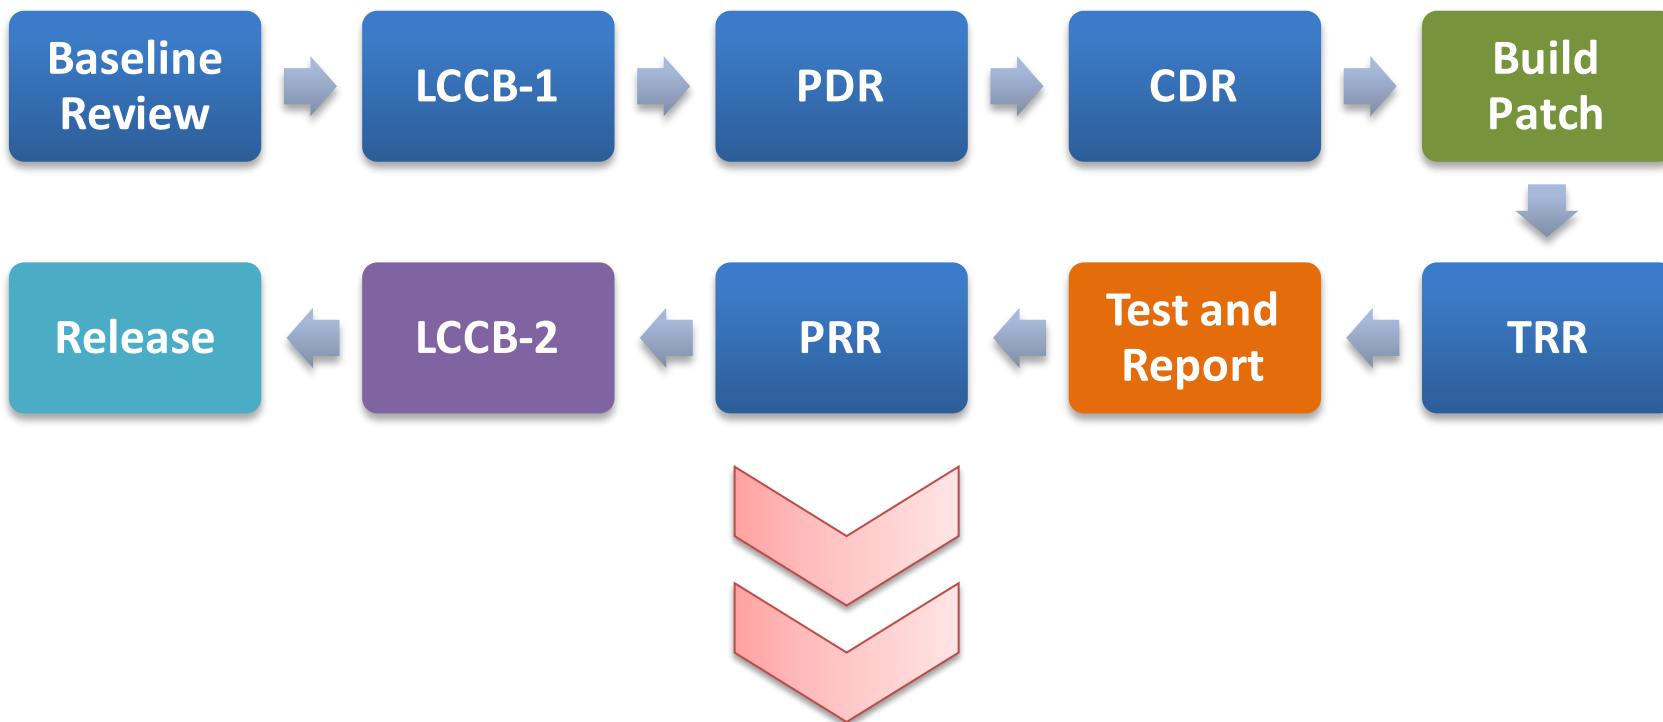 Baseline
Review
LCCB-1
PDR
CDR
Build
Patch
Release
LCCB-2
PRR
Test and
Report
TRR